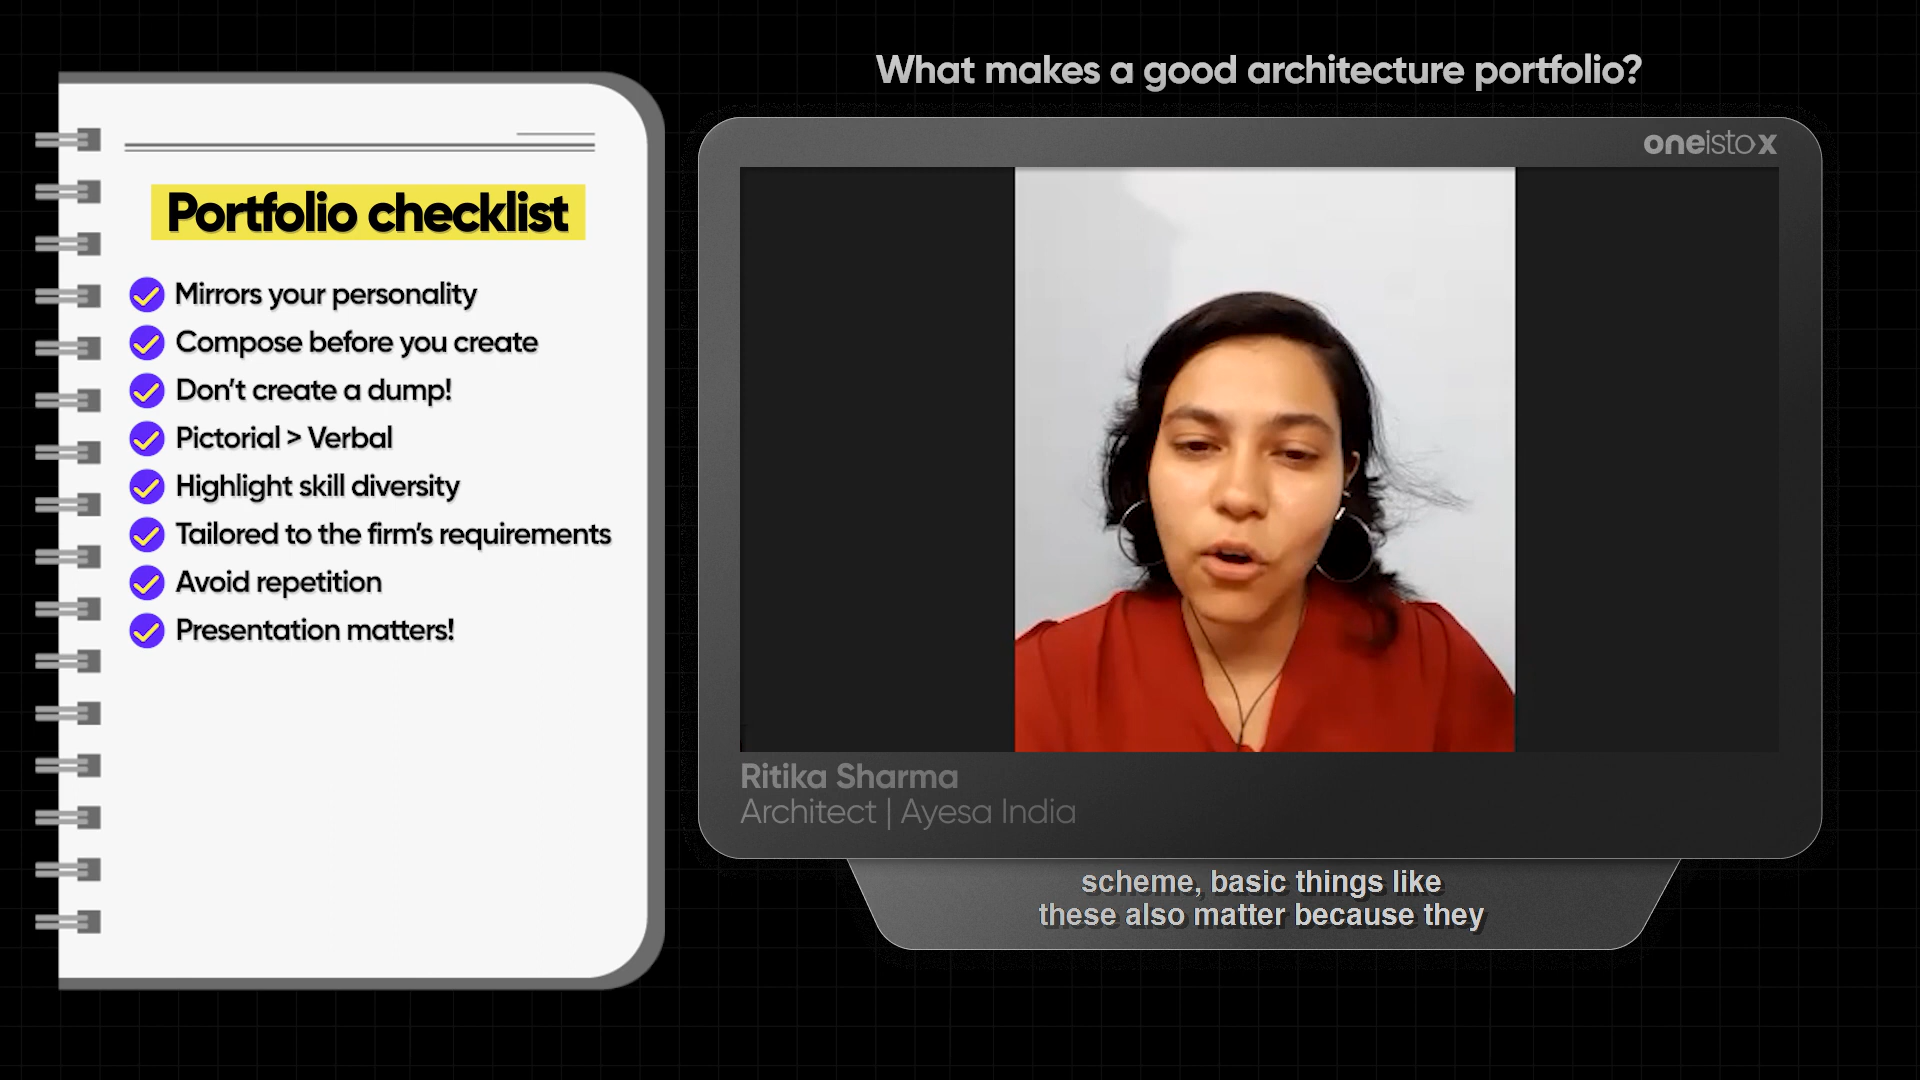 What makes a good architecture portfolio?
oneistox
Portfolio checklist
Mirrors your personality
Compose before you create
Don’t create a dump!
Pictorial > Verbal
Highlight skill diversity
Tailored to the firm’s requirements
Avoid repetition
Presentation matters!
Ritika Sharma
Architect | Ayesa India
scheme, basic things like
these also matter because they